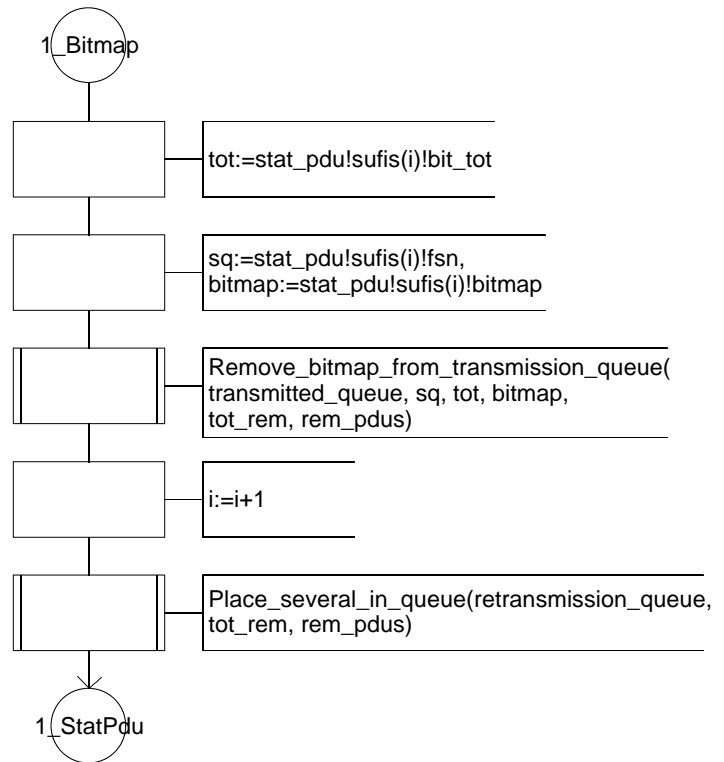 1_Bitmap
tot:=stat_pdu!sufis(i)!bit_tot
sq:=stat_pdu!sufis(i)!fsn,
bitmap:=stat_pdu!sufis(i)!bitmap
Remove_bitmap_from_transmission_queue(
transmitted_queue, sq, tot, bitmap,
tot_rem, rem_pdus)
i:=i+1
Place_several_in_queue(retransmission_queue,
tot_rem, rem_pdus)
1_StatPdu